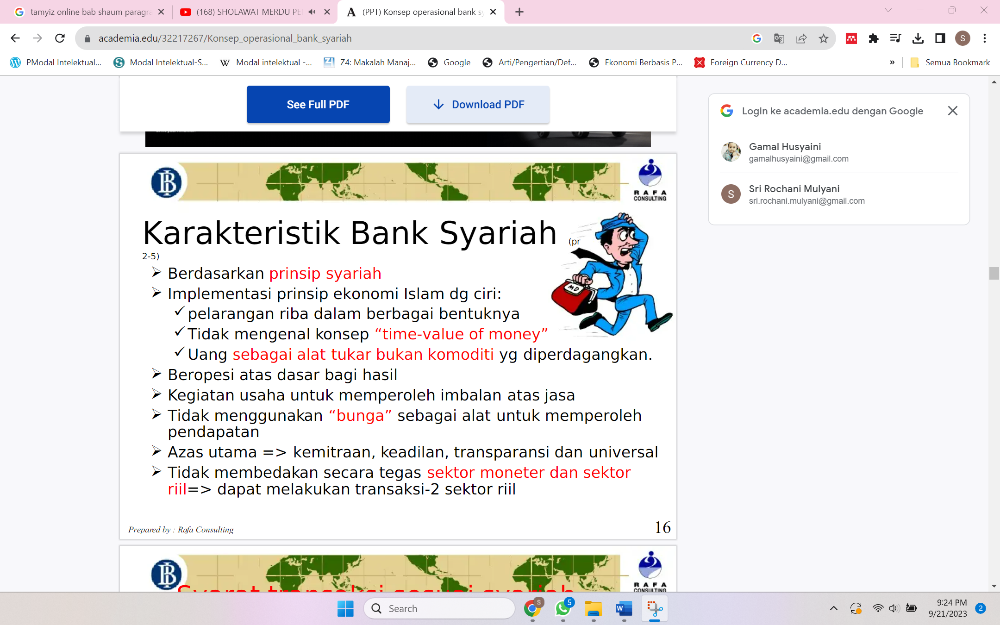 tamyiz online bab shaum paragra
(168) SHOLAWAT MERDU PE
(PPT) Konsep operasional bank sy
academia.edu/32217267/Konsep_operasional_bank_syariah
S
PModal Intelektual...
Modal Intelektual-S...
Modal intelektual -...
Z4: Makalah Manaj...
Google
Arti/Pengertian/Def...
Ekonomi Berbasis P...
Foreign Currency D...
»
Semua Bookmark
See Full PDF
Download PDF
Login ke academia.edu dengan Google
Gamal Husyaini
gamalhusyaini@gmail.com
S
Sri Rochani Mulyani
sri.rochani.mulyani@gmail.com
RAFA
CONSULTING
Karakteristik Bank Syariah (pr
2-5)
Berdasarkan prinsip syariah
Implementasi prinsip ekonomi Islam dg ciri:
pelarangan riba dalam berbagai bentuknya
Tidak mengenal konsep “time-value of money”
Uang sebagai alat tukar bukan komoditi yg diperdagangkan.
Beropesi atas dasar bagi hasil
Kegiatan usaha untuk memperoleh imbalan atas jasa
Tidak menggunakan “bunga” sebagai alat untuk memperoleh
pendapatan
Azas utama => kemitraan, keadilan, transparansi dan universal
Tidak membedakan secara tegas sektor moneter dan sektor
riil=> dapat melakukan transaksi-2 sektor riil
MD
Prepared by : Rafa Consulting
16
RAFA
CONSULTING
Syarat transaksi sesuai syariah
Search
S
5
W
9:24 PM
9/21/2023
2